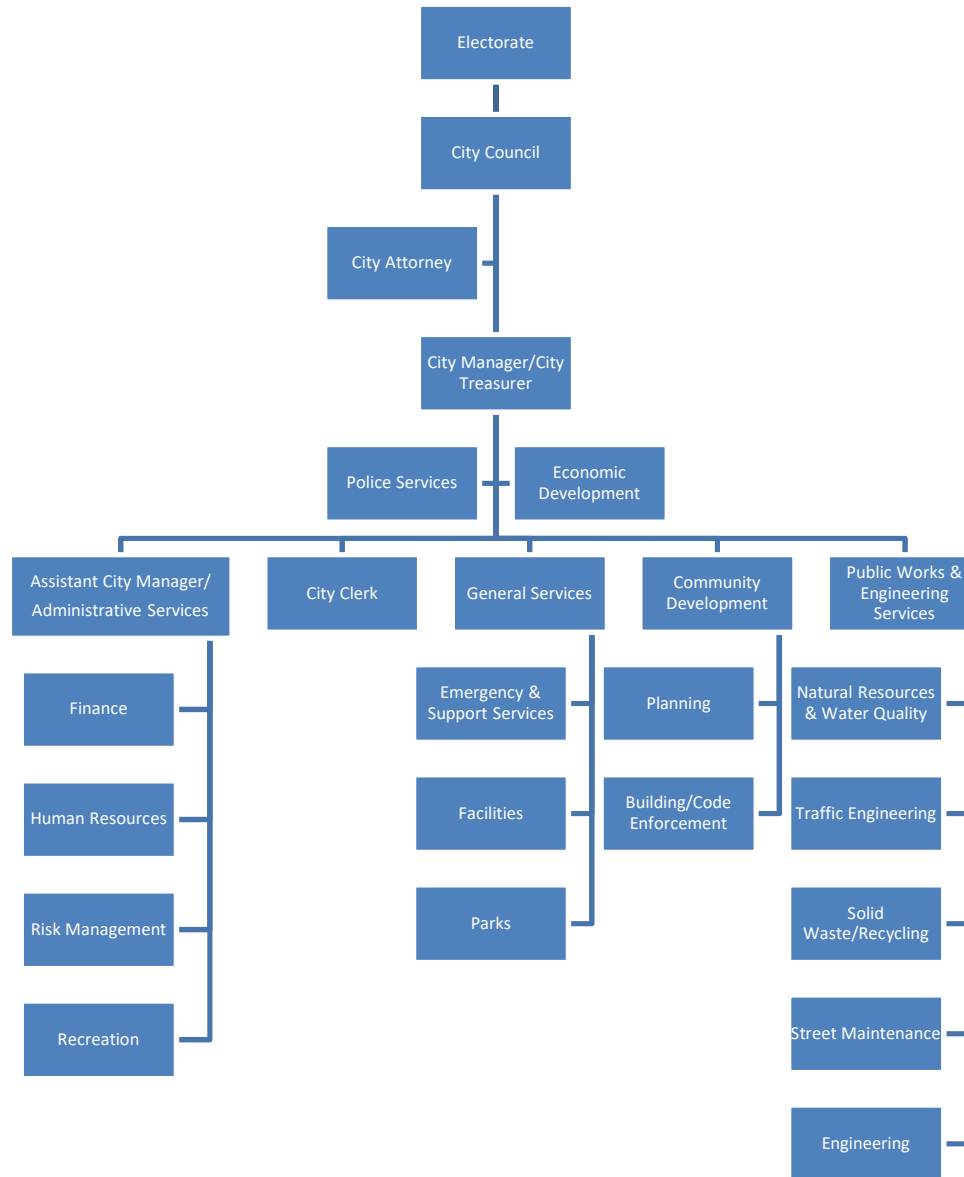 Electorate
City Council
City Attorney
City Manager/City
Treasurer
Police Services
Economic
Development
Assistant City Manager/
Administrative Services
City Clerk
General Services
Community
Development
Public Works &
Engineering
Services
Finance
Human Resources
Risk Management
Recreation
Emergency &
Support Services
Facilities
Parks
Planning
Building/Code
Enforcement
Natural Resources
& Water Quality
Traffic Engineering
Solid
Waste/Recycling
Street Maintenance
Engineering